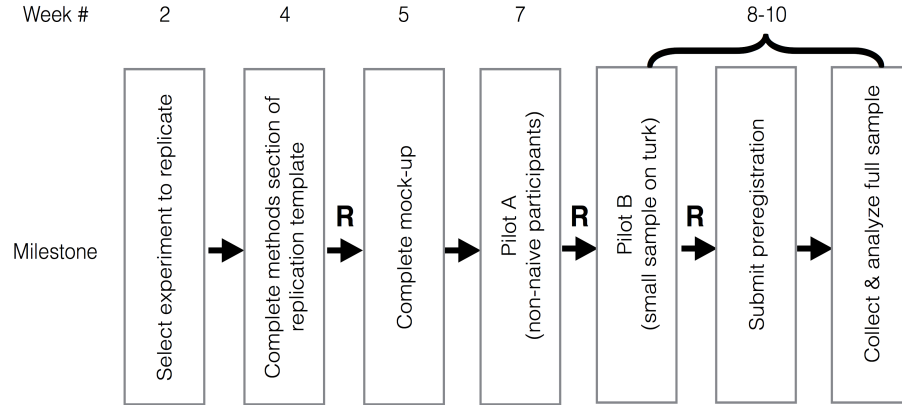 Week # 2 4 5 7 8-10
Milestone
Select experiment to replicate
Complete methods section of
replication template
R
Complete mock-up
Pilot A
(non-naive participants)
R
Pilot B
(small sample on turk)
R
Submit preregistration
Collect & analyze full sample